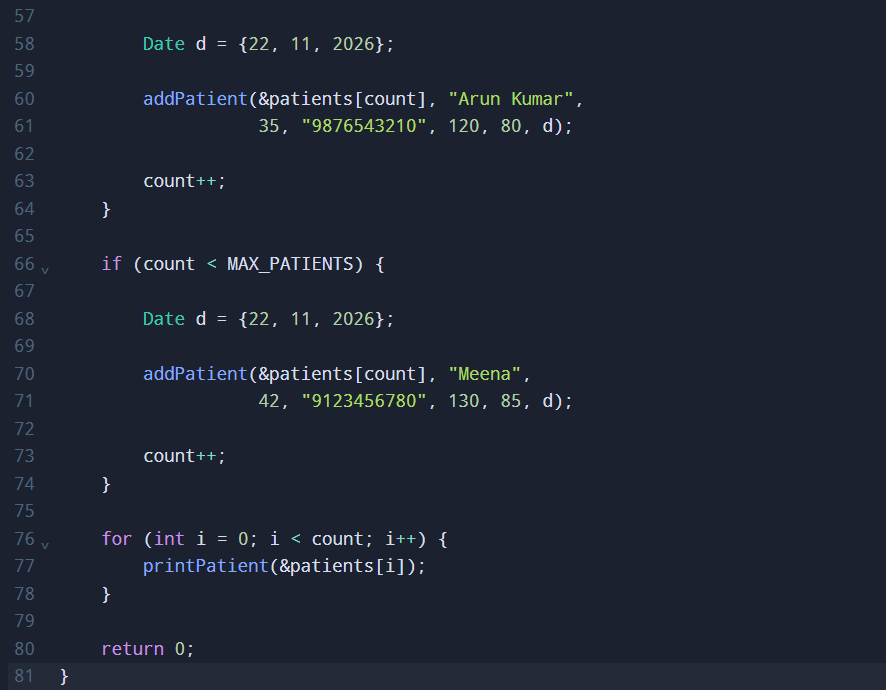 57
58 Date d = {22, 11, 2026};
59
60 addPatient(&patients[count], "Arun Kumar",
61 35, "9876543210", 120, 80, d);
62
63 count++;
64 }
65
66 if (count < MAX_PATIENTS) {
67
68 Date d = {22, 11, 2026};
69
70 addPatient(&patients[count], "Meena",
71 42, "9123456780", 130, 85, d);
72
73 count++;
74 }
75
76 for (int i = 0; i < count; i++) {
77 printPatient(&patients[i]);
78 }
79
80 return 0;
81 }